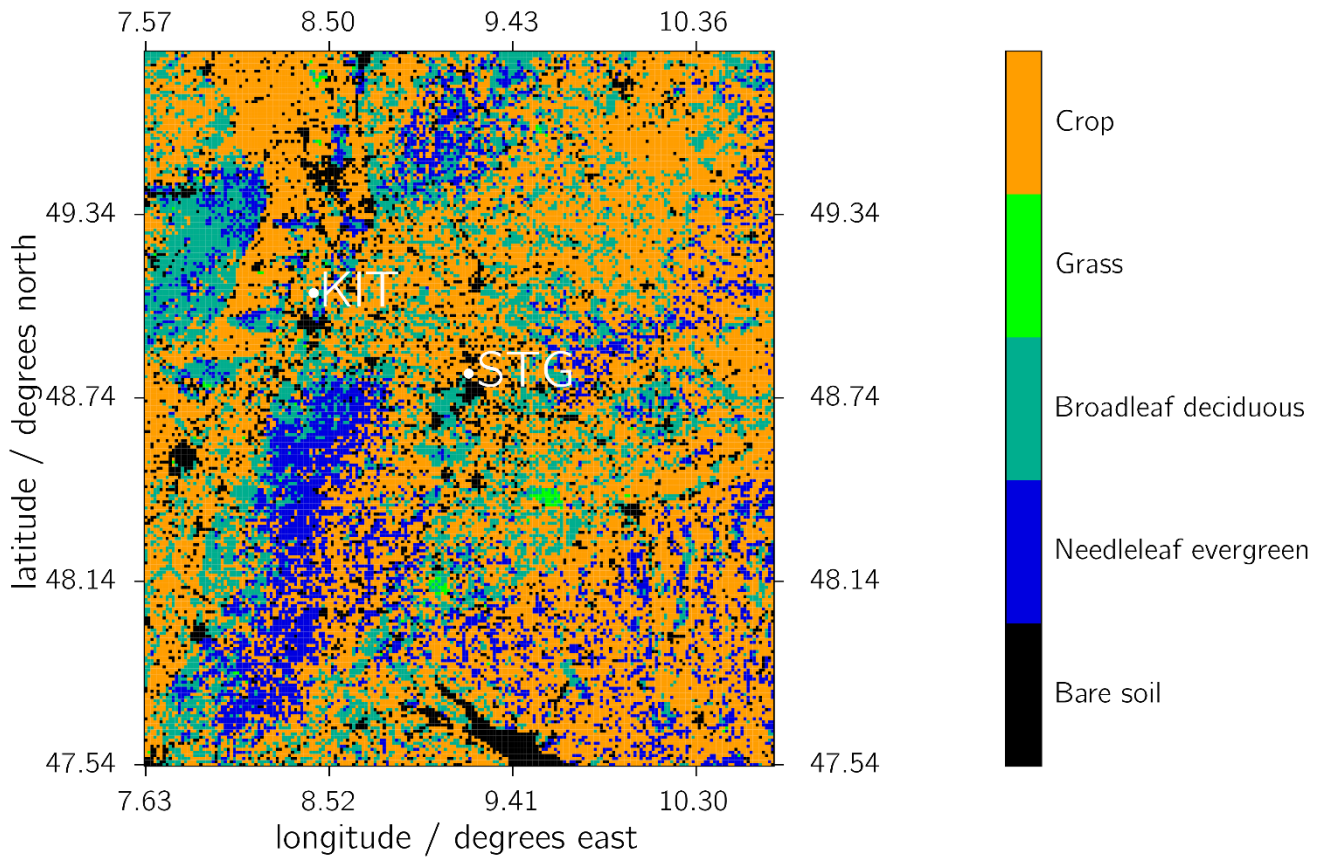 7.57 8.50 9.43 10.36
Crop
49.34 49.34
Grass
KIT
STG
48.74 48.74
Broadleaf deciduous
latitude / degrees north
Needleleaf evergreen
48.14 48.14
Bare soil
47.54 47.54
7.63 8.52 9.41 10.30
longitude / degrees east